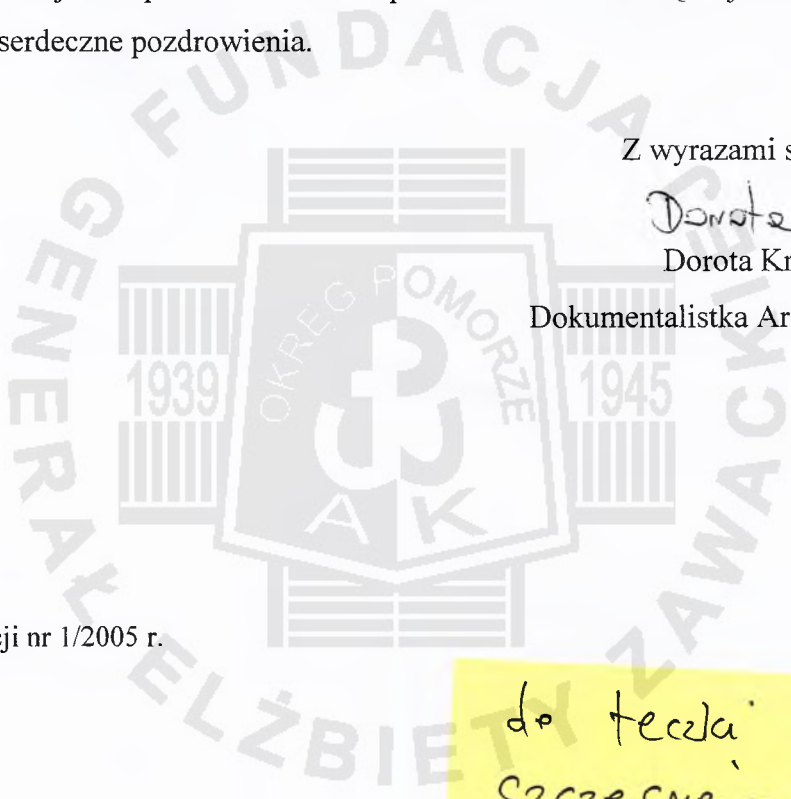 serdeczne pozdrowienia.
Z wyrazami s
Dorota
Dorota Kr
Dokumentalistka Ar
FUNDACJA GENERAŁ ELŻBIETY ZAWACKIEJ
OKRĘG POMORZE
1939
1945
A K
ji nr 1/2005 r.
do teczki